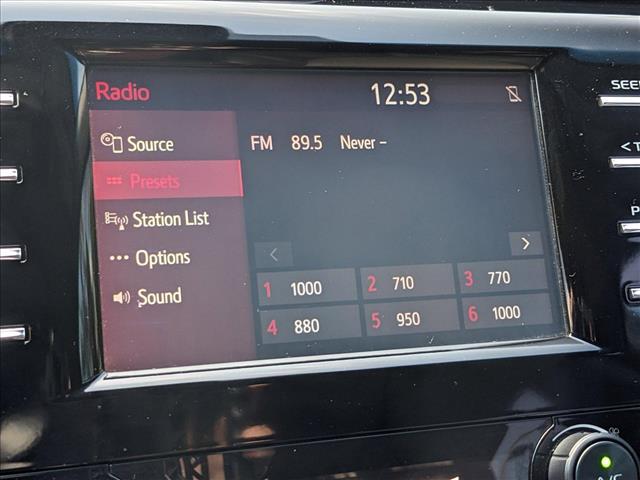 Radio 12:53
Source
FM 89.5 Never -
Presets
Station List
Options
Sound
1 1000 2 710 3 770
4 880 5 950 6 1000
SEE
< T
P